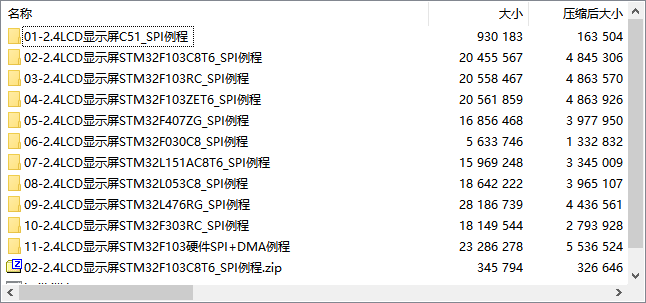 名称 大小 压缩后大小
01-2.4LCD显示屏C51_SPI例程 930 183 163 504
02-2.4LCD显示屏STM32F103C8T6_SPI例程 20 455 567 4 845 306
03-2.4LCD显示屏STM32F103RC_SPI例程 20 558 467 4 863 570
04-2.4LCD显示屏STM32F103ZET6_SPI例程 20 561 859 4 863 926
05-2.4LCD显示屏STM32F407ZG_SPI例程 16 856 468 3 977 950
06-2.4LCD显示屏STM32F030C8_SPI例程 5 633 746 1 332 832
07-2.4LCD显示屏STM32L151AC8T6_SPI例程 15 969 248 3 345 009
08-2.4LCD显示屏STM32L053C8_SPI例程 18 642 222 3 965 107
09-2.4LCD显示屏STM32L476RG_SPI例程 28 186 739 4 436 561
10-2.4LCD显示屏STM32F303RC_SPI例程 18 149 544 2 793 928
11-2.4LCD显示屏STM32F103硬件SPI+DMA例程 23 286 278 5 536 524
02-2.4LCD显示屏STM32F103C8T6_SPI例程.zip 345 794 326 646